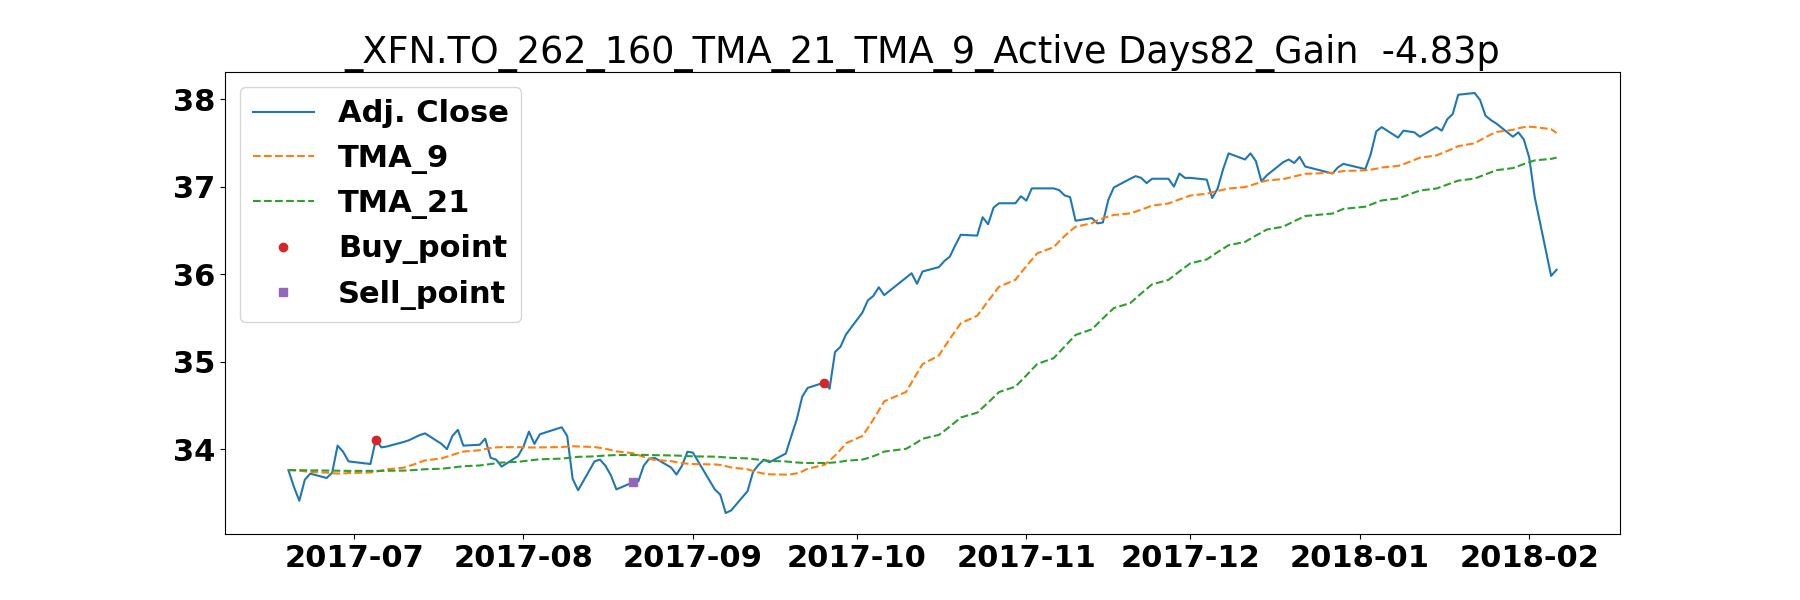 _XFN.TO_262_160_TMA_21_TMA_9_Active Days82_Gain  -4.83p
38
37
36
35
34
Adj. Close
TMA_9
TMA_21
Buy_point
Sell_point
2017-07 2017-08 2017-09 2017-10 2017-11 2017-12 2018-01 2018-02